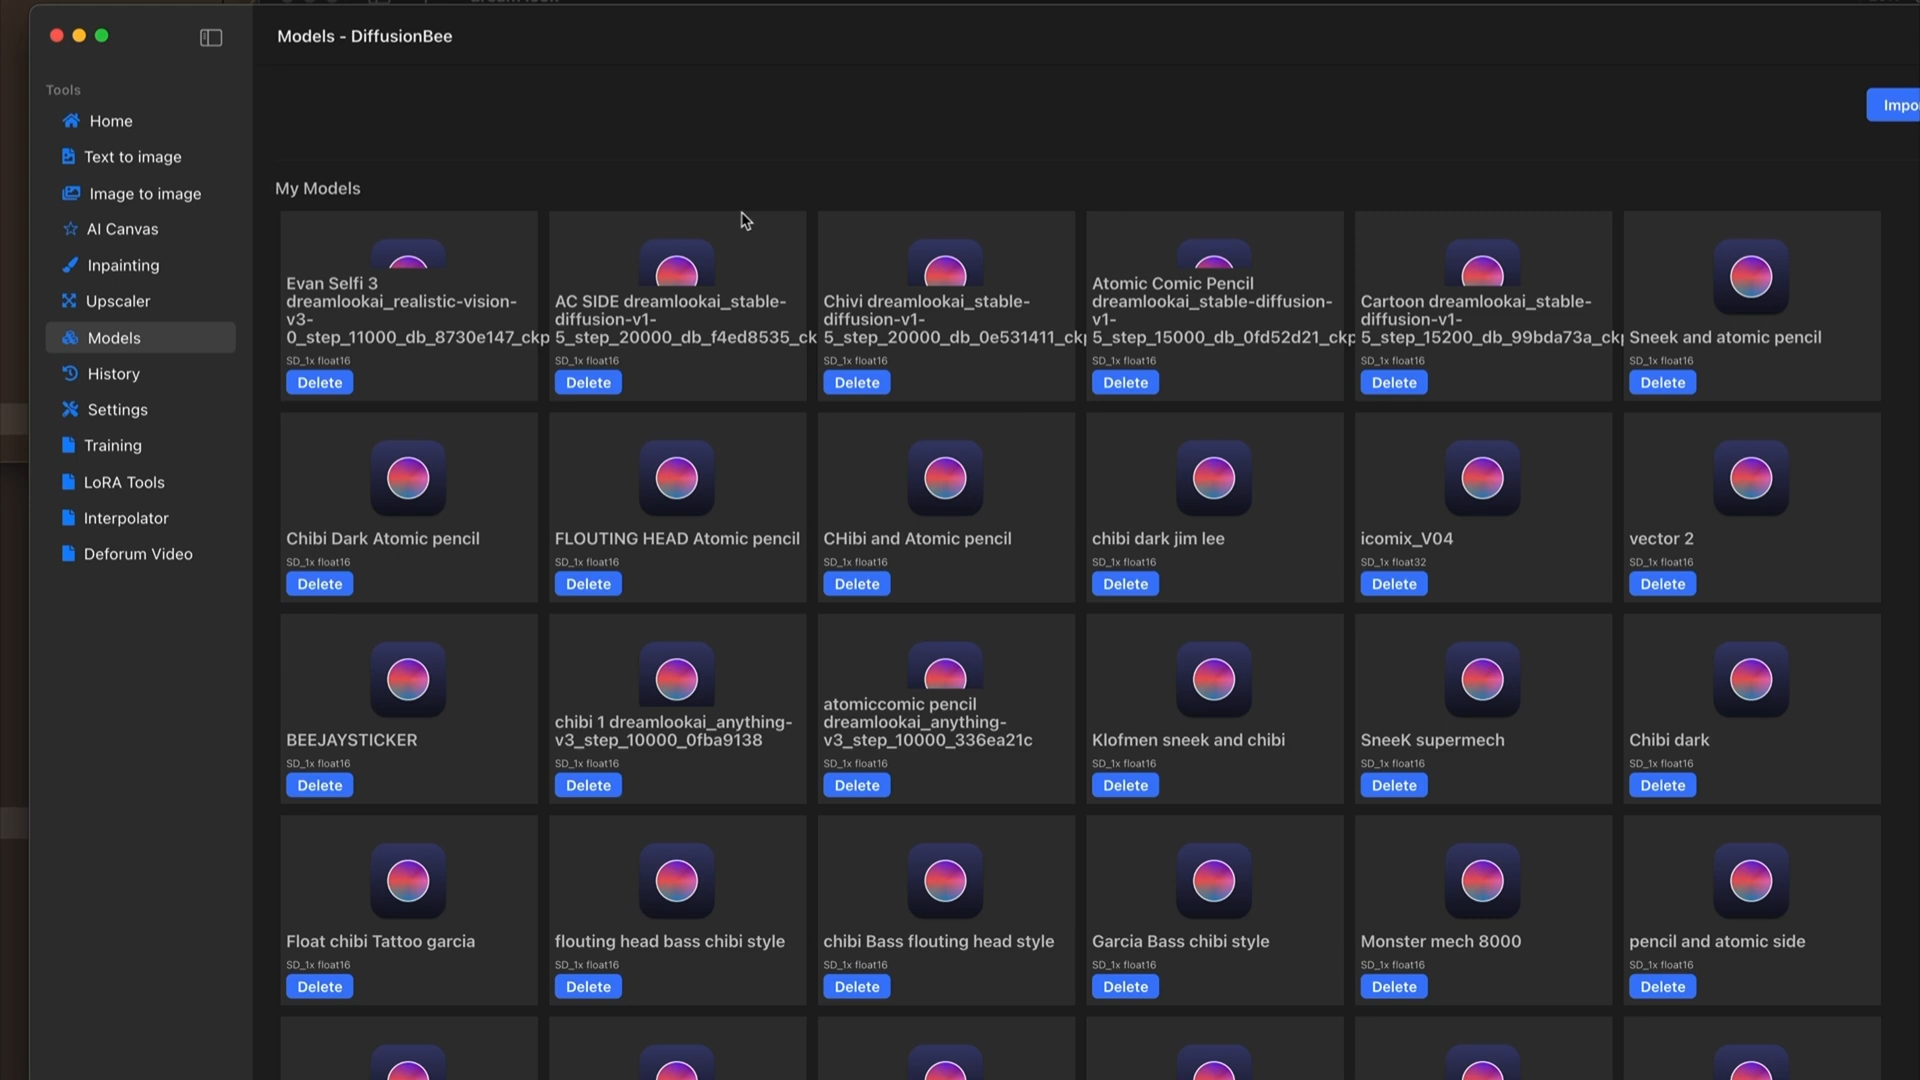 Models - DiffusionBee
Tools
Home
Text to image
Image to image
AI Canvas
Inpainting
Upscaler
Models
History
Settings
Training
LoRA Tools
Interpolator
Deforum Video
Impo
My Models
Evan Selfi 3
dreamlookai_realistic-vision-
v3-
0_step_11000_db_8730e147_ckp
SD_1x float16
Delete
AC SIDE dreamlookai_stable-
diffusion-v1-
5_step_20000_db_f4ed8535_ck
SD_1x float16
Delete
Chivi dreamlookai_stable-
diffusion-v1-
5_step_20000_db_0e531411_ckp
SD_1x float16
Delete
Atomic Comic Pencil
dreamlookai_stable-diffusion-
v1-
5_step_15000_db_0fd52d21_ckp
SD_1x float16
Delete
Cartoon dreamlookai_stable-
diffusion-v1-
5_step_15200_db_99bda73a_ckp
SD_1x float16
Delete
Sneek and atomic pencil
SD_1x float16
Delete
Chibi Dark Atomic pencil
SD_1x float16
Delete
FLOUTING HEAD Atomic pencil
SD_1x float16
Delete
CHibi and Atomic pencil
SD_1x float16
Delete
chibi dark jim lee
SD_1x float16
Delete
icomix_V04
SD_1x float32
Delete
vector 2
SD_1x float16
Delete
BEEJAYSTICKER
SD_1x float16
Delete
chibi 1 dreamlookai_anything-
v3_step_10000_0fba9138
SD_1x float16
Delete
atomiccomic pencil
dreamlookai_anything-
v3_step_10000_336ea21c
SD_1x float16
Delete
Klofmen sneek and chibi
SD_1x float16
Delete
SneeK supermech
SD_1x float16
Delete
Chibi dark
SD_1x float16
Delete
Float chibi Tattoo garcia
SD_1x float16
Delete
flouting head bass chibi style
SD_1x float16
Delete
chibi Bass flouting head style
SD_1x float16
Delete
Garcia Bass chibi style
SD_1x float16
Delete
Monster mech 8000
SD_1x float16
Delete
pencil and atomic side
SD_1x float16
Delete